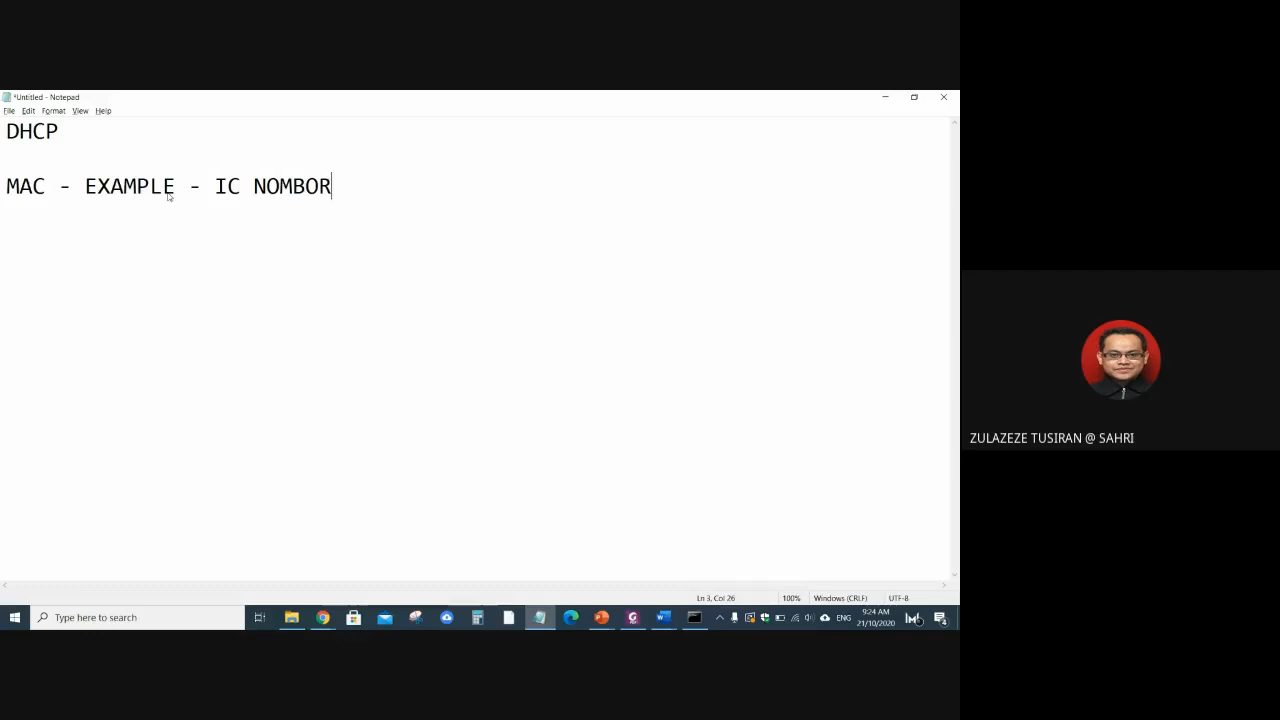 *Untitled - Notepad
File Edit Format View Help
DHCP
MAC - EXAMPLE - IC NOMBOR
ZULAZEZE TUSIRAN @ SAHRI
Ln 3, Col 26 100% Windows (CRLF) UTF-8
Type here to search
ENG
9:24 AM
21/10/2020